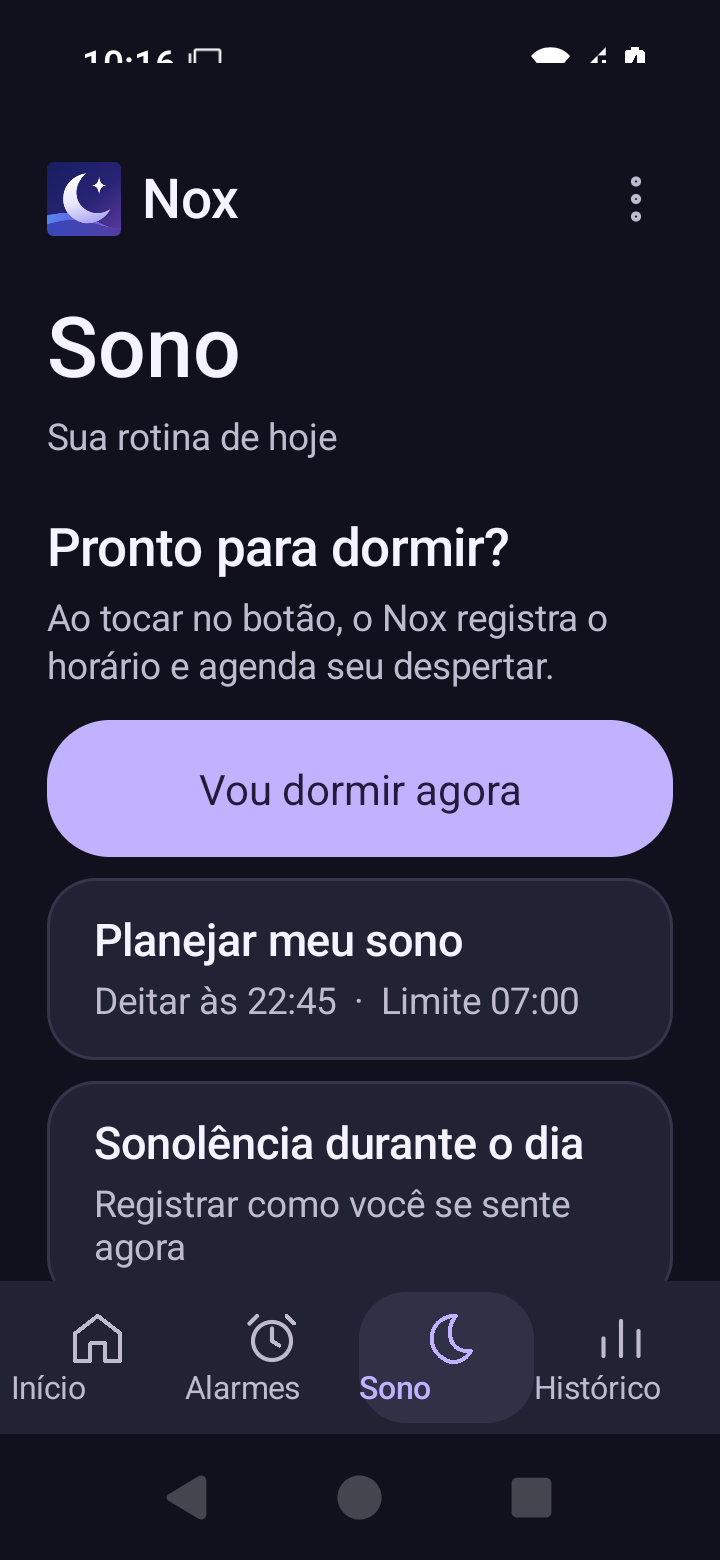 10:16
Nox
Sono
Sua rotina de hoje
Pronto para dormir?
Ao tocar no botão, o Nox registra o
horário e agenda seu despertar.
Vou dormir agora
Planejar meu sono
Deitar às 22:45 · Limite 07:00
Sonolência durante o dia
Registrar como você se sente
agora
Início Alarmes Sono Histórico